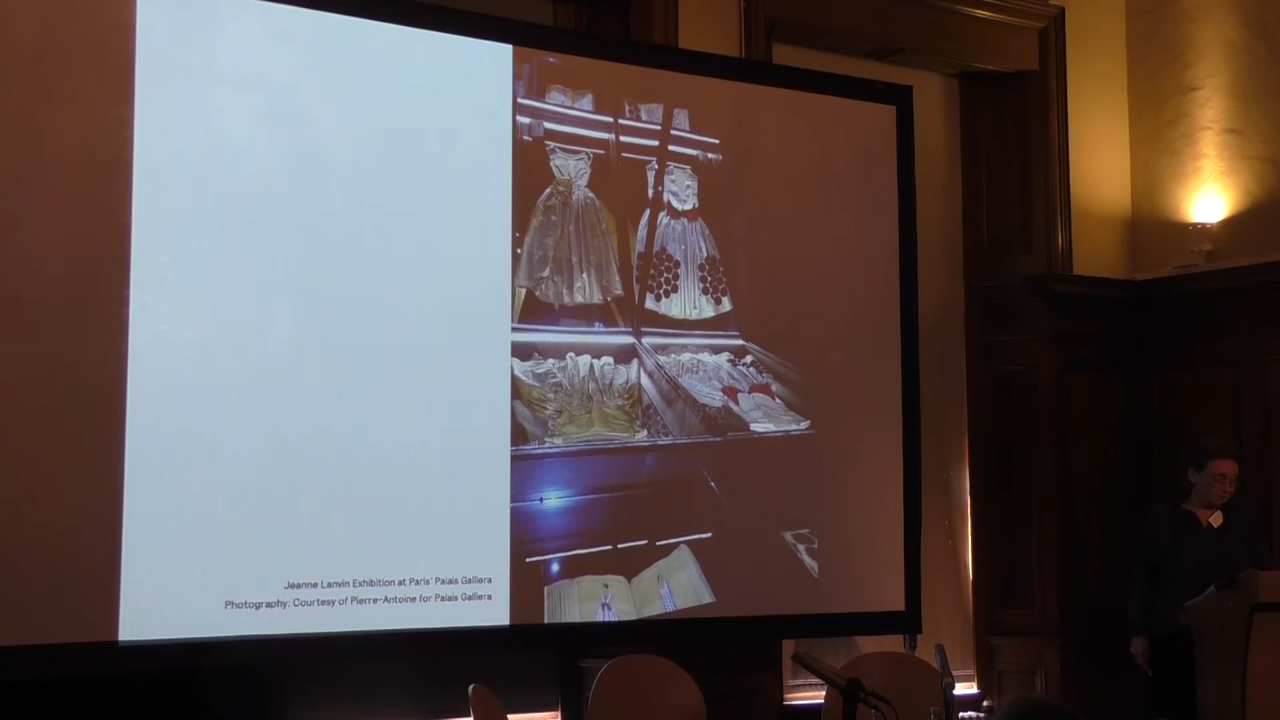 Jeanne Lanvin Exhibition at Paris' Palais Galliera
Photography: Courtesy of Pierre-Antoine for Palais Galliera